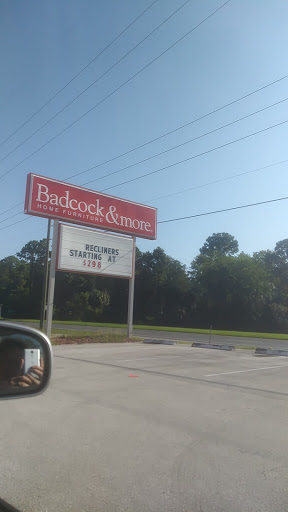 Badcock &more.
HOME FURNITURE
RECLINERS
STARTING AT
$298